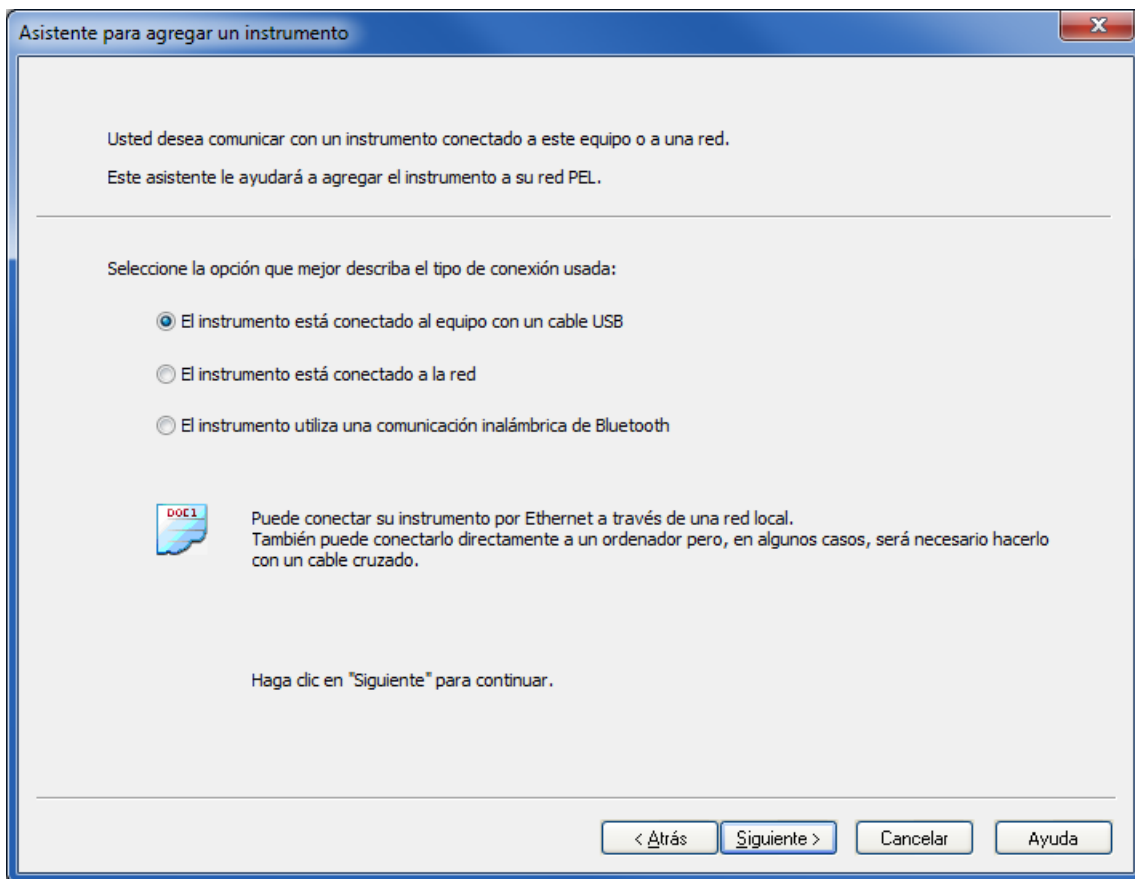 Asistente para agregar un instrumento
Usted desea comunicar con un instrumento conectado a este equipo o a una red.
Este asistente le ayudará a agregar el instrumento a su red PEL.
Seleccione la opción que mejor describa el tipo de conexión usada:
El instrumento está conectado al equipo con un cable USB
El instrumento está conectado a la red
El instrumento utiliza una comunicación inalámbrica de Bluetooth
DOC1
Puede conectar su instrumento por Ethernet a través de una red local.
También puede conectarlo directamente a un ordenador pero, en algunos casos, será necesario hacerlo
con un cable cruzado.
Haga clic en "Siguiente" para continuar.
< Atrás Siguiente > Cancelar Ayuda